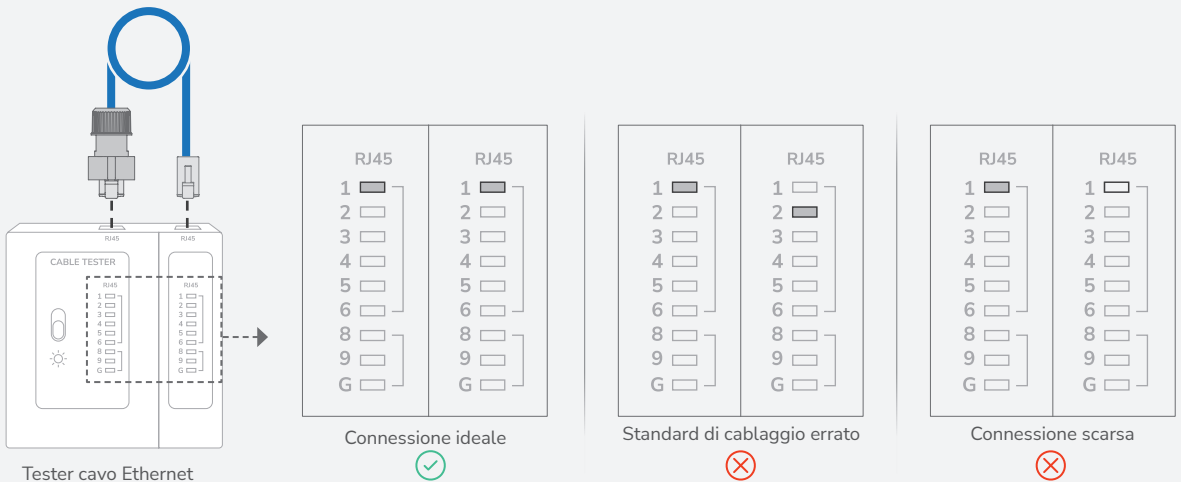 RJ45 RJ45
CABLE TESTER
RJ45 RJ45
1 1
2 2
3 3
4 4
5 5
6 6
8 8
9 9
G G
Tester cavo Ethernet
RJ45 RJ45
1 1
2 2
3 3
4 4
5 5
6 6
8 8
9 9
G G
Connessione ideale
RJ45 RJ45
1 1
2 2
3 3
4 4
5 5
6 6
8 8
9 9
G G
Standard di cablaggio errato
RJ45 RJ45
1 1
2 2
3 3
4 4
5 5
6 6
8 8
9 9
G G
Connessione scarsa